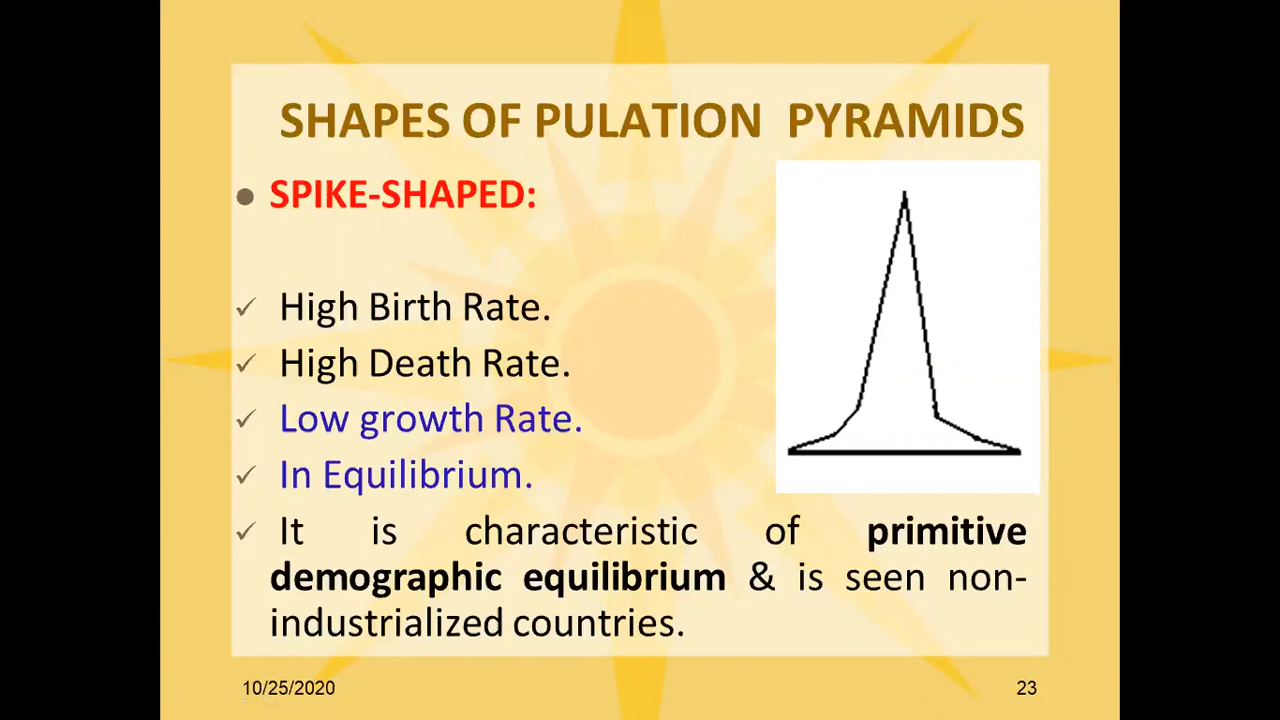 SHAPES OF PULATION PYRAMIDS
SPIKE-SHAPED:
High Birth Rate.
High Death Rate.
Low growth Rate.
In Equilibrium.
It is characteristic of primitive
demographic equilibrium & is seen non-
industrialized countries.
10/25/2020
23